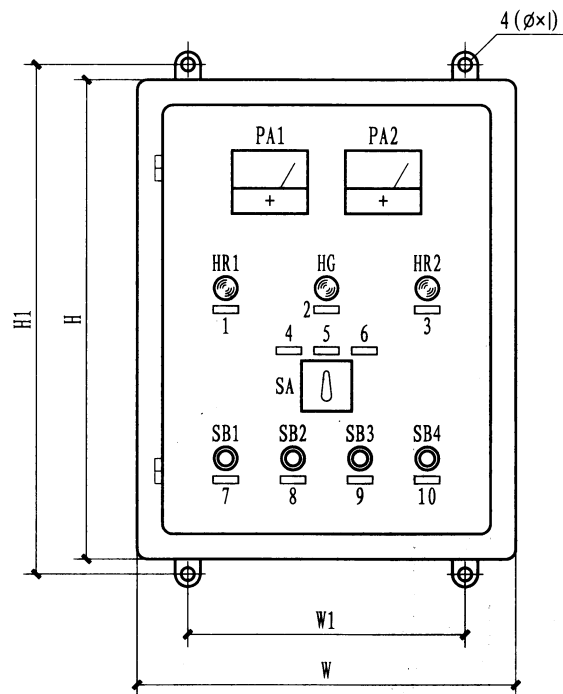 4(Ø×l)
PA1 PA2
+ +
HR1 HG HR2
1 2 3
4 5 6
SA
SB1 SB2 SB3 SB4
7 8 9 10
H1
H
W1
W